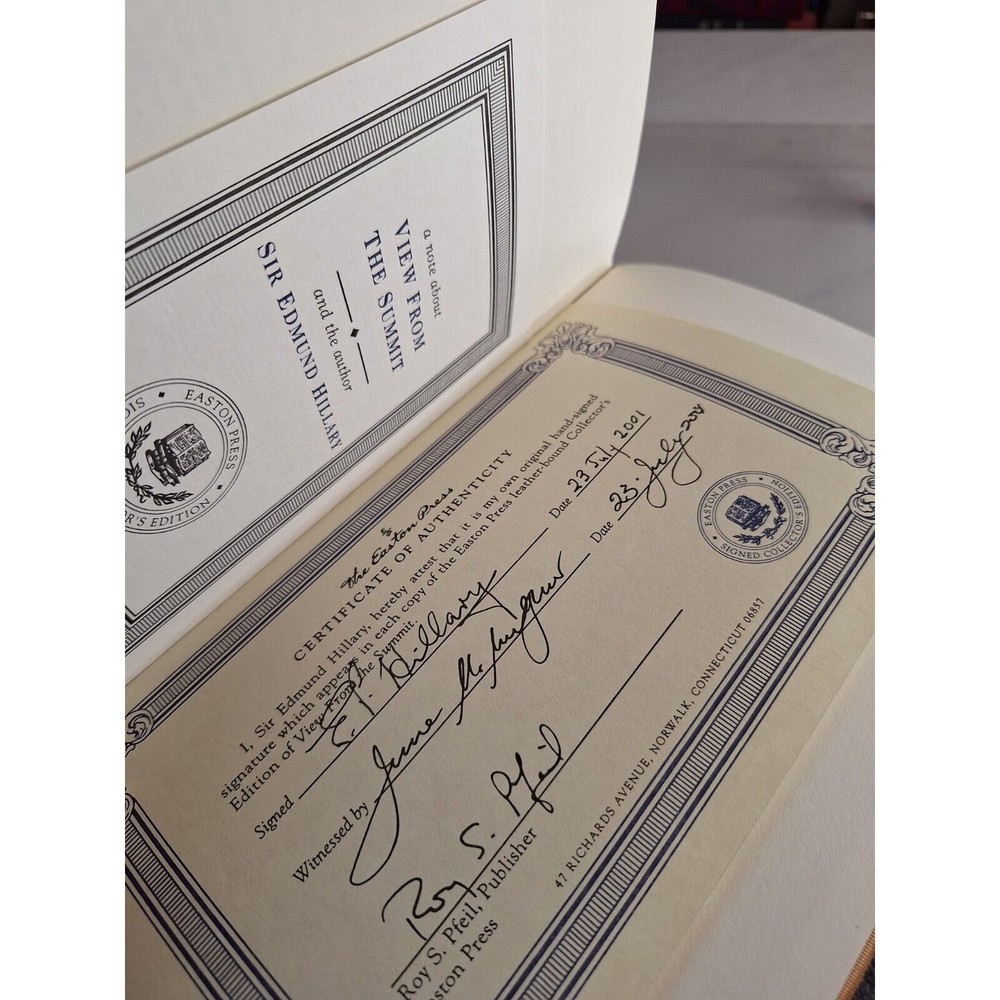 a note about
VIEW FROM
THE SUMMIT
and the author
SIR EDMUND HILLARY
EASTON PRESS
R'S EDITION
The Easton Press
CERTIFICATE OF AUTHENTICITY
I, Sir Edmund Hillary, hereby attest that it is my own original hand-signed
signature which appears in each copy of the Easton Press leather-bound Collector's
Edition of View From the Summit.
Signed E.P. Hillary Date 23 July 2001
Witnessed by June Date 23. July
Roy S. Pfeil
Roy S. Pfeil, Publisher
aston Press
EASTON PRESS
SIGNED COLLECTOR'S EDITION
47 RICHARDS AVENUE, NORWALK, CONNECTICUT 06857